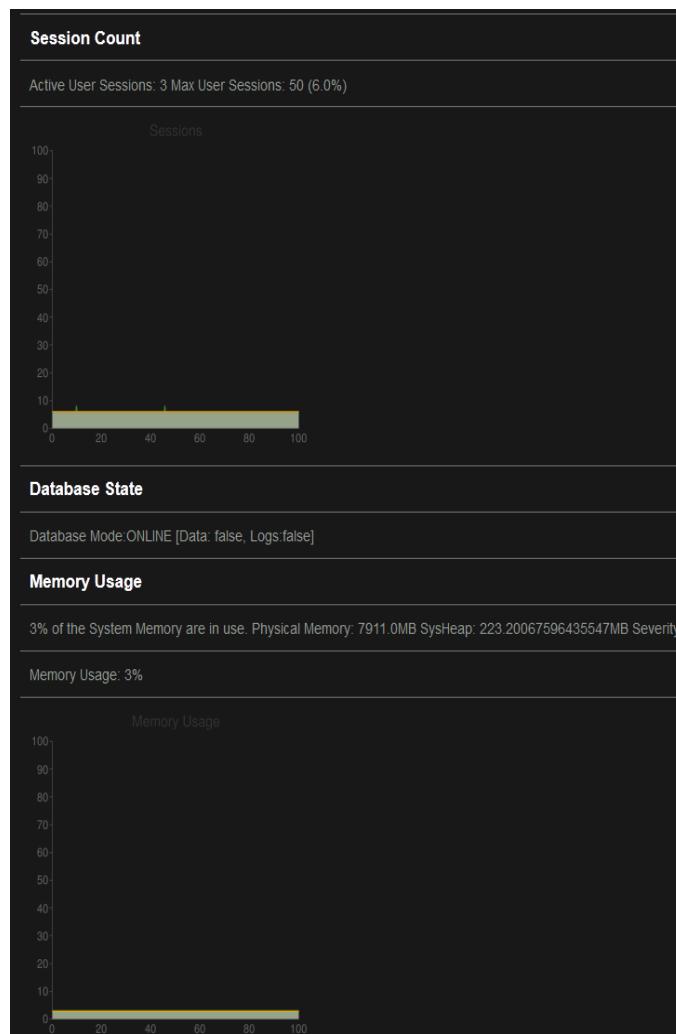 Session Count
Active User Sessions: 3 Max User Sessions: 50 (6.0%)
Sessions
100
90
80
70
60
50
40
30
20
10
0
0 20 40 60 80 100
Database State
Database Mode:ONLINE [Data: false, Logs:false]
Memory Usage
3% of the System Memory are in use. Physical Memory: 7911.0MB SysHeap: 223.20067596435547MB Severity
Memory Usage: 3%
Memory Usage
100
90
80
70
60
50
40
30
20
10
0
0 20 40 60 80 100